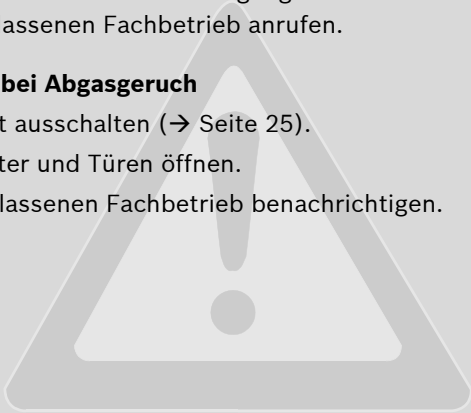 assenen Fachbetrieb anrufen.
bei Abgasgeruch
t ausschalten (→ Seite 25).
ter und Türen öffnen.
lassenen Fachbetrieb benachrichtigen.